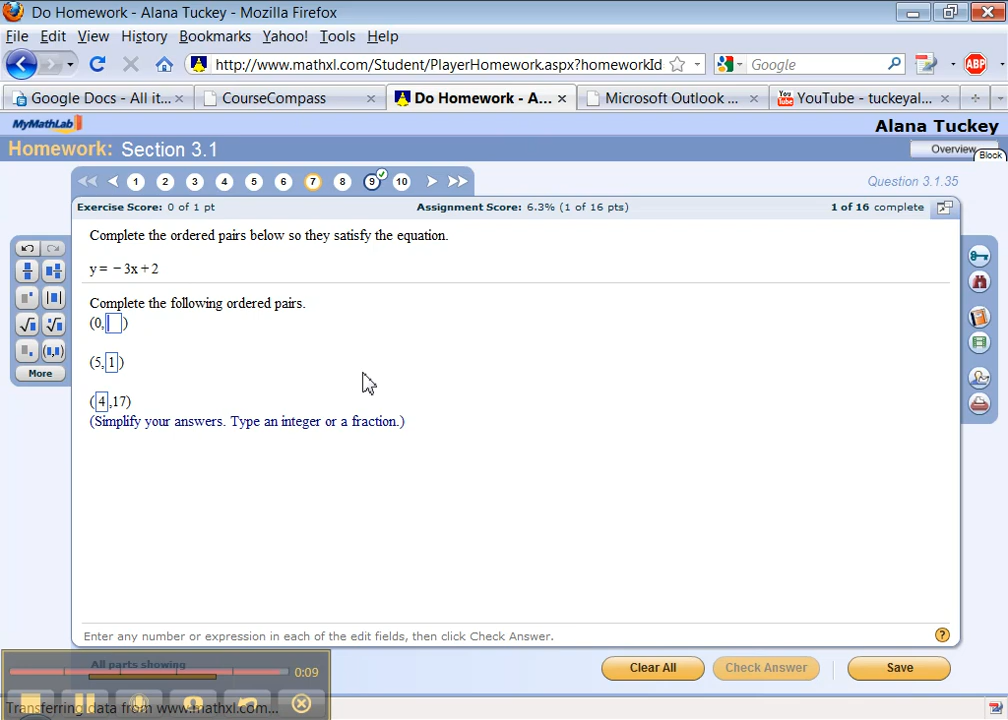 Do Homework - Alana Tuckey - Mozilla Firefox
File Edit View History Bookmarks Yahoo! Tools Help
http://www.mathxl.com/Student/PlayerHomework.aspx?homeworkId Google ABP
Google Docs - All it... CourseCompass Do Homework - A... Microsoft Outlook ... You Tube YouTube - tuckeyal...
MyMathLab Alana Tuckey
Homework: Section 3.1 Overview
Block
1 2 3 4 5 6 7 8 9 10 Question 3.1.35
Exercise Score: 0 of 1 pt Assignment Score: 6.3% (1 of 16 pts) 1 of 16 complete
Complete the ordered pairs below so they satisfy the equation.
y = − 3x + 2
Complete the following ordered pairs.
(0, )
(5, 1 )
( 4 ,17)
(Simplify your answers. Type an integer or a fraction.)
More
Enter any number or expression in each of the edit fields, then click Check Answer. ?
All parts showing 0:09 Clear All Check Answer Save
Transferring data from www.mathxl.com...